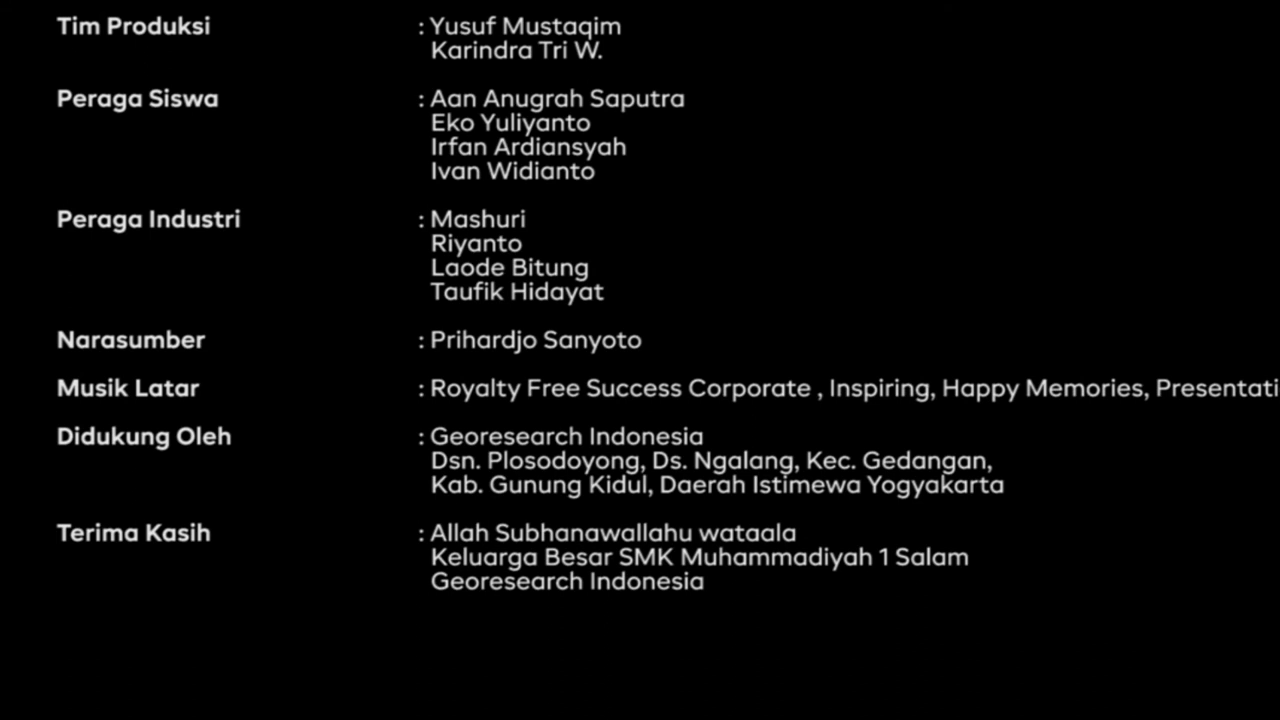 Tim Produksi : Yusuf Mustaqim
Karindra Tri W.
Peraga Siswa : Aan Anugrah Saputra
Eko Yuliyanto
Irfan Ardiansyah
Ivan Widianto
Peraga Industri : Mashuri
Riyanto
Laode Bitung
Taufik Hidayat
Narasumber : Prihardjo Sanyoto
Musik Latar : Royalty Free Success Corporate , Inspiring, Happy Memories, Presentati
Didukung Oleh : Georesearch Indonesia
Dsn. Plosodoyong, Ds. Ngalang, Kec. Gedangan,
Kab. Gunung Kidul, Daerah Istimewa Yogyakarta
Terima Kasih : Allah Subhanawallahu wataala
Keluarga Besar SMK Muhammadiyah 1 Salam
Georesearch Indonesia